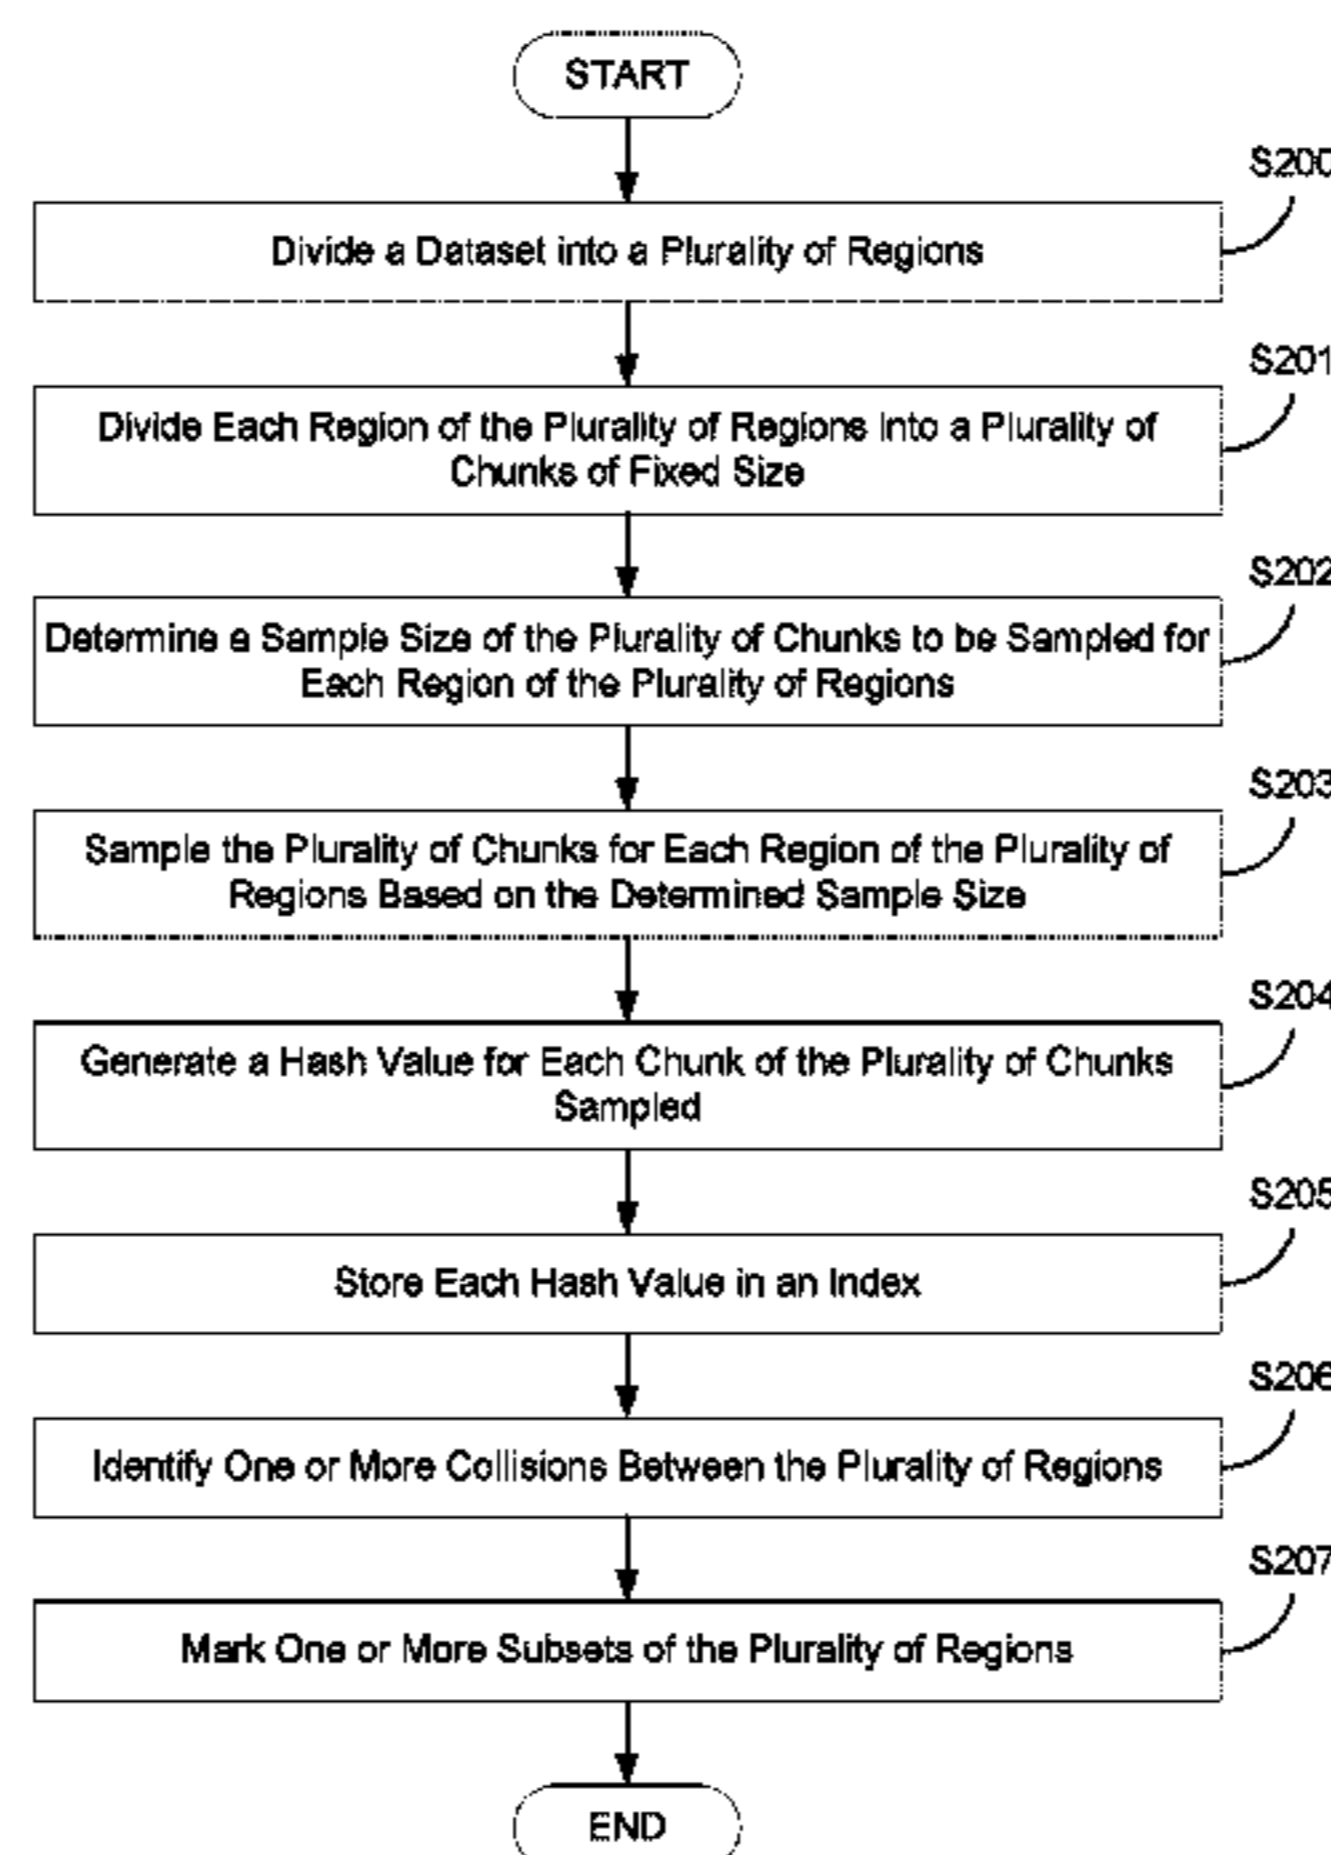 START
S200
Divide a Dataset into a Plurality of Regions
S201
Divide Each Region of the Plurality of Regions into a Plurality of
Chunks of Fixed Size
S202
Determine a Sample Size of the Plurality of Chunks to be Sampled for
Each Region of the Plurality of Regions
S203
Sample the Plurality of Chunks for Each Region of the Plurality of
Regions Based on the Determined Sample Size
S204
Generate a Hash Value for Each Chunk of the Plurality of Chunks
Sampled
S205
Store Each Hash Value in an Index
S206
Identify One or More Collisions Between the Plurality of Regions
S207
Mark One or More Subsets of the Plurality of Regions
END